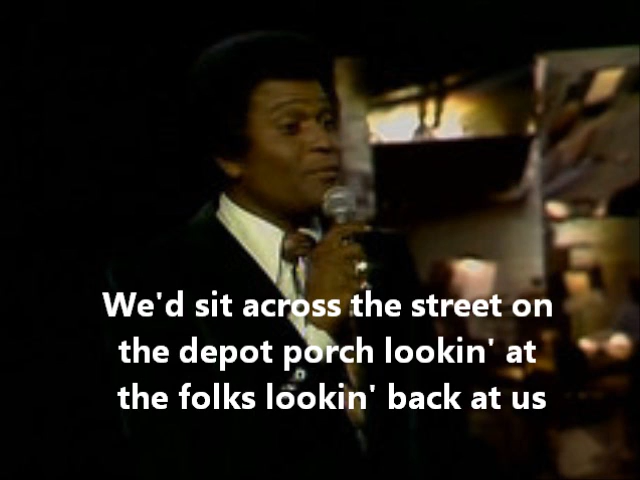 We'd sit across the street on
the depot porch lookin' at
the folks lookin' back at us